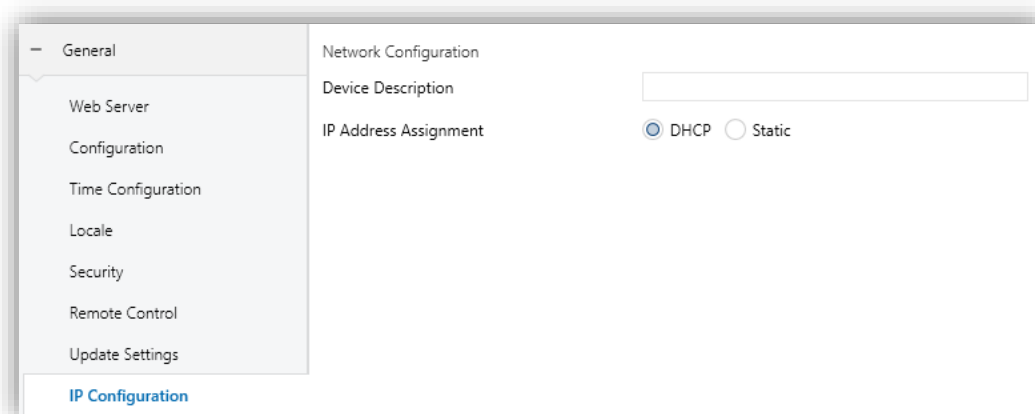 General
Web Server
Configuration
Time Configuration
Locale
Security
Remote Control
Update Settings
IP Configuration
Network Configuration
Device Description
IP Address Assignment DHCP Static